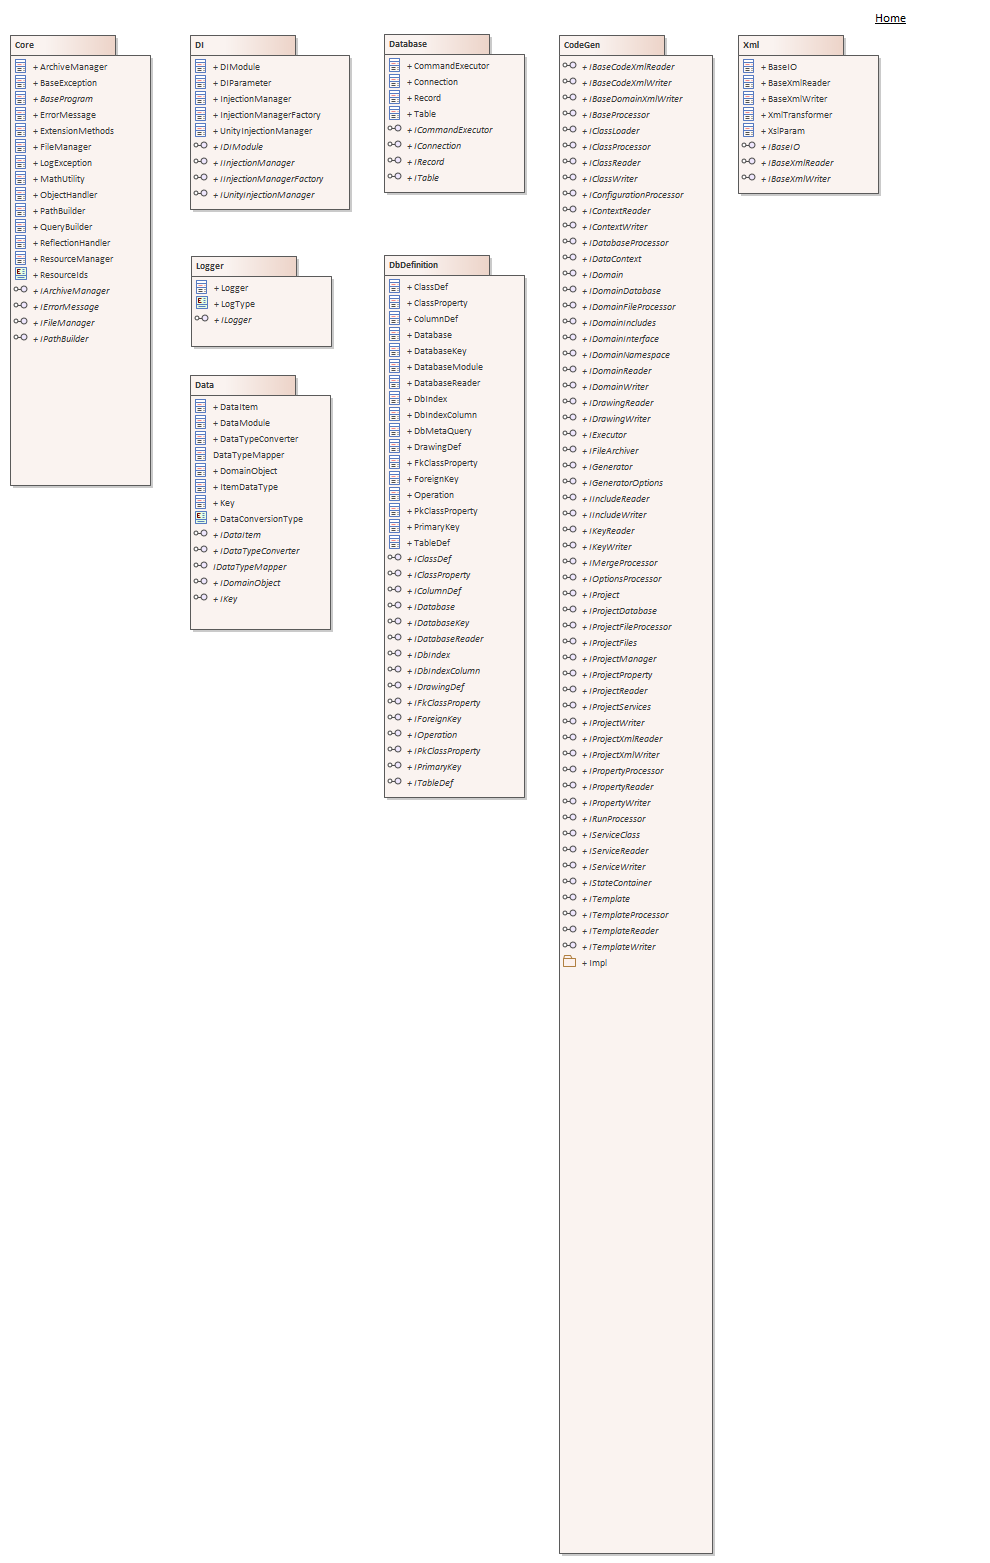 Home
Core
+ ArchiveManager
+ BaseException
+ BaseProgram
+ ErrorMessage
+ ExtensionMethods
+ FileManager
+ LogException
+ MathUtility
+ ObjectHandler
+ PathBuilder
+ QueryBuilder
+ ReflectionHandler
+ ResourceManager
+ ResourceIds
+ IArchiveManager
+ IErrorMessage
+ IFileManager
+ IPathBuilder
DI
+ DIModule
+ DIParameter
+ InjectionManager
+ InjectionManagerFactory
+ UnityInjectionManager
+ IDIModule
+ IInjectionManager
+ IInjectionManagerFactory
+ IUnityInjectionManager
Logger
+ Logger
+ LogType
+ ILogger
Data
+ DataItem
+ DataModule
+ DataTypeConverter
DataTypeMapper
+ DomainObject
+ ItemDataType
+ Key
+ DataConversionType
+ IDataItem
+ IDataTypeConverter
IDataTypeMapper
+ IDomainObject
+ IKey
Database
+ CommandExecutor
+ Connection
+ Record
+ Table
+ ICommandExecutor
+ IConnection
+ IRecord
+ ITable
DbDefinition
+ ClassDef
+ ClassProperty
+ ColumnDef
+ Database
+ DatabaseKey
+ DatabaseModule
+ DatabaseReader
+ DbIndex
+ DbIndexColumn
+ DbMetaQuery
+ DrawingDef
+ FkClassProperty
+ ForeignKey
+ Operation
+ PkClassProperty
+ PrimaryKey
+ TableDef
+ IClassDef
+ IClassProperty
+ IColumnDef
+ IDatabase
+ IDatabaseKey
+ IDatabaseReader
+ IDbIndex
+ IDbIndexColumn
+ IDrawingDef
+ IFkClassProperty
+ IForeignKey
+ IOperation
+ IPkClassProperty
+ IPrimaryKey
+ ITableDef
CodeGen
+ IBaseCodeXmlReader
+ IBaseCodeXmlWriter
+ IBaseDomainXmlWriter
+ IBaseProcessor
+ IClassLoader
+ IClassProcessor
+ IClassReader
+ IClassWriter
+ IConfigurationProcessor
+ IContextReader
+ IContextWriter
+ IDatabaseProcessor
+ IDataContext
+ IDomain
+ IDomainDatabase
+ IDomainFileProcessor
+ IDomainIncludes
+ IDomainInterface
+ IDomainNamespace
+ IDomainReader
+ IDomainWriter
+ IDrawingReader
+ IDrawingWriter
+ IExecutor
+ IFileArchiver
+ IGenerator
+ IGeneratorOptions
+ IIncludeReader
+ IIncludeWriter
+ IKeyReader
+ IKeyWriter
+ IMergeProcessor
+ IOptionsProcessor
+ IProject
+ IProjectDatabase
+ IProjectFileProcessor
+ IProjectFiles
+ IProjectManager
+ IProjectProperty
+ IProjectReader
+ IProjectServices
+ IProjectWriter
+ IProjectXmlReader
+ IProjectXmlWriter
+ IPropertyProcessor
+ IPropertyReader
+ IPropertyWriter
+ IRunProcessor
+ IServiceClass
+ IServiceReader
+ IServiceWriter
+ IStateContainer
+ ITemplate
+ ITemplateProcessor
+ ITemplateReader
+ ITemplateWriter
+ Impl
Xml
+ BaseIO
+ BaseXmlReader
+ BaseXmlWriter
+ XmlTransformer
+ XslParam
+ IBaseIO
+ IBaseXmlReader
+ IBaseXmlWriter